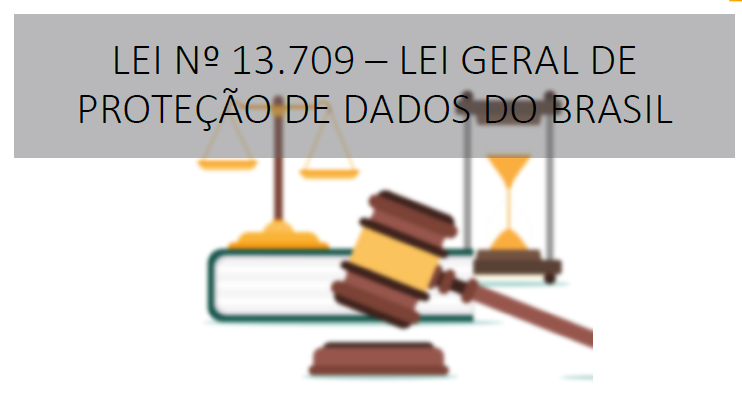 LEI Nº 13.709 – LEI GERAL DE
PROTEÇÃO DE DADOS DO BRASIL